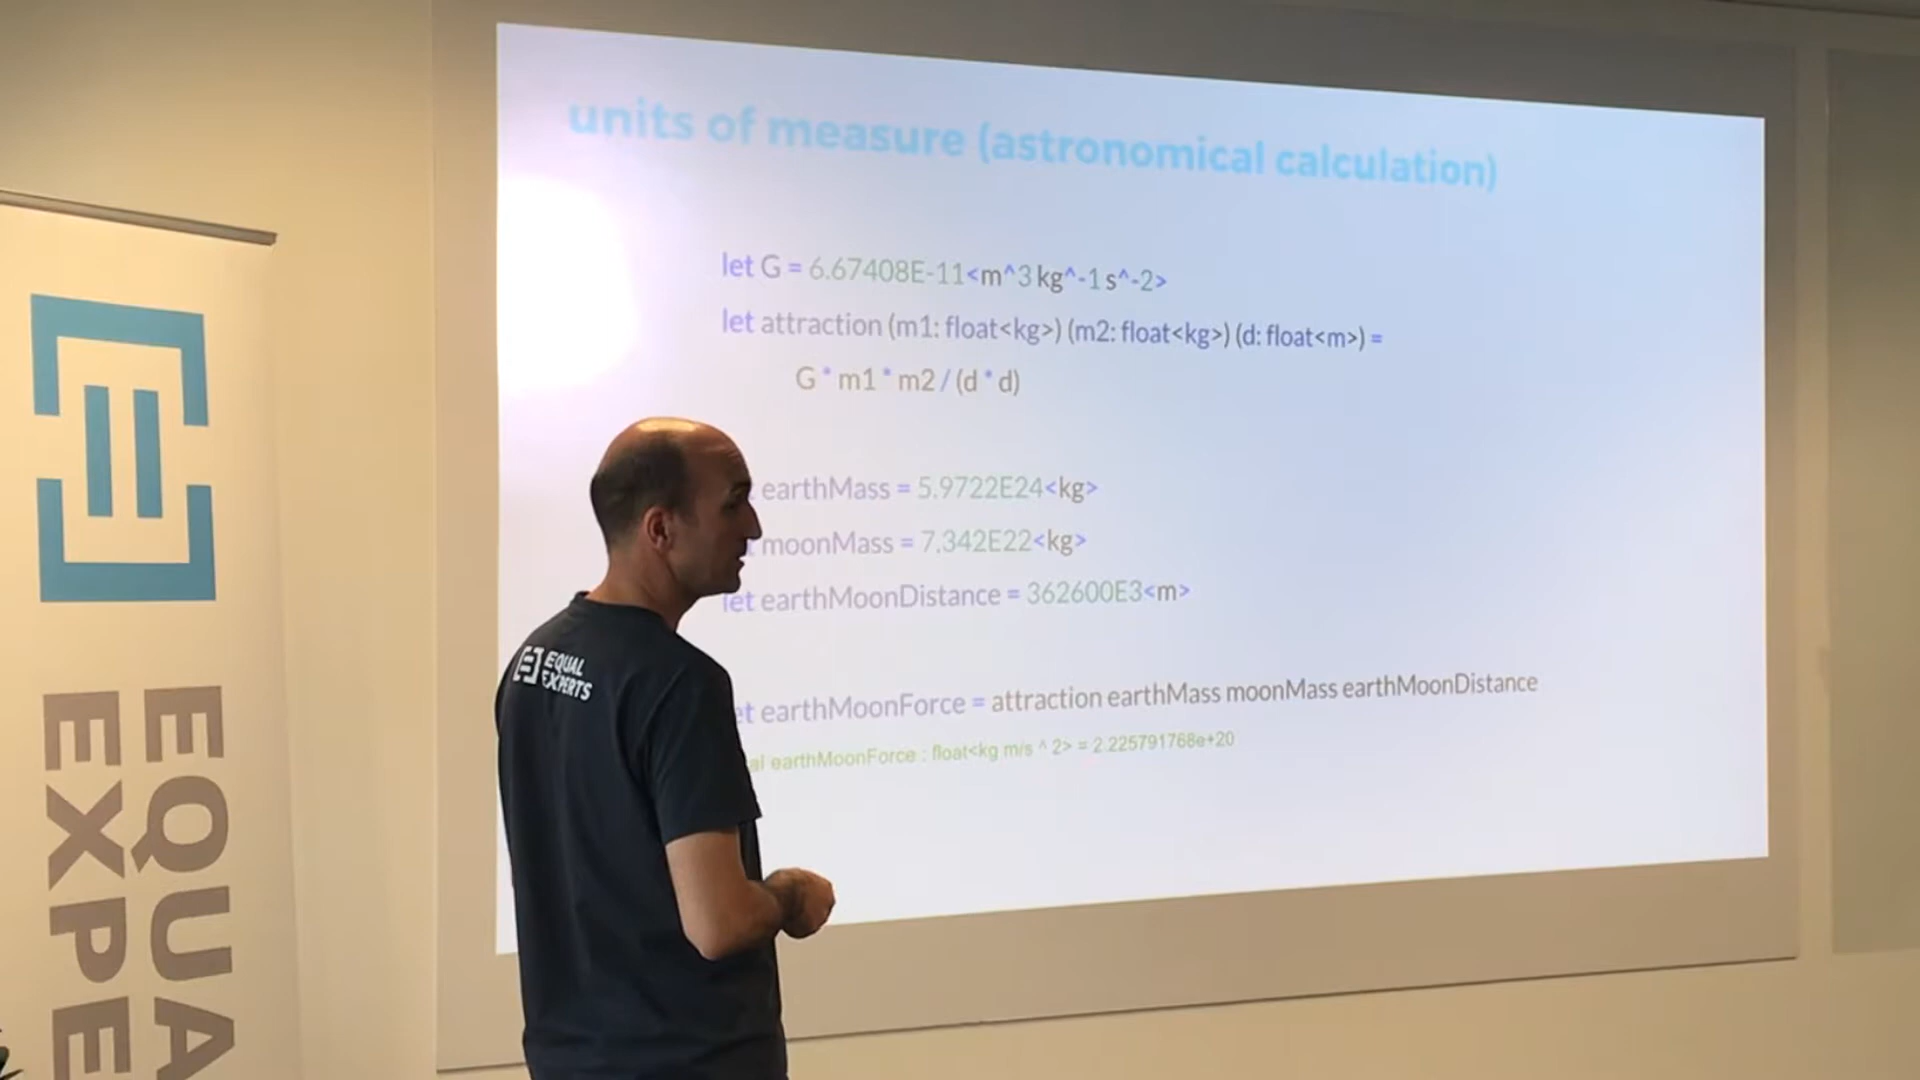 units of measure (astronomical calculation)
let G = 6.67408E-11<m^3 kg^-1 s^-2>
let attraction (m1: float<kg>) (m2: float<kg>) (d: float<m>) =
G * m1 * m2 / (d * d)
earthMass = 5.9722E24<kg>
moonMass = 7.342E22<kg>
let earthMoonDistance = 362600E3<m>
earthMoonForce = attraction earthMass moonMass earthMoonDistance
earthMoonForce : float<kg m/s ^ 2> = 2.225791768e+20
EQUAL
EXPERTS
EQUA
EXPE